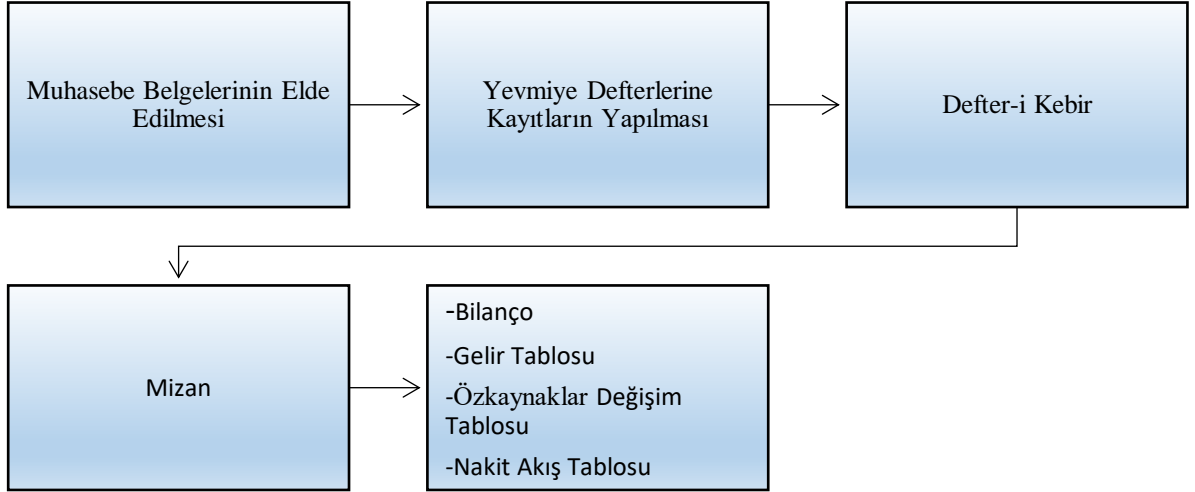 Muhasebe Belgelerinin Elde
Edilmesi
Yevmiye Defterlerine
Kayıtların Yapılması
Defter-i Kebir
Mizan
-Bilanço
-Gelir Tablosu
-Özkaynaklar Değişim
Tablosu
-Nakit Akış Tablosu